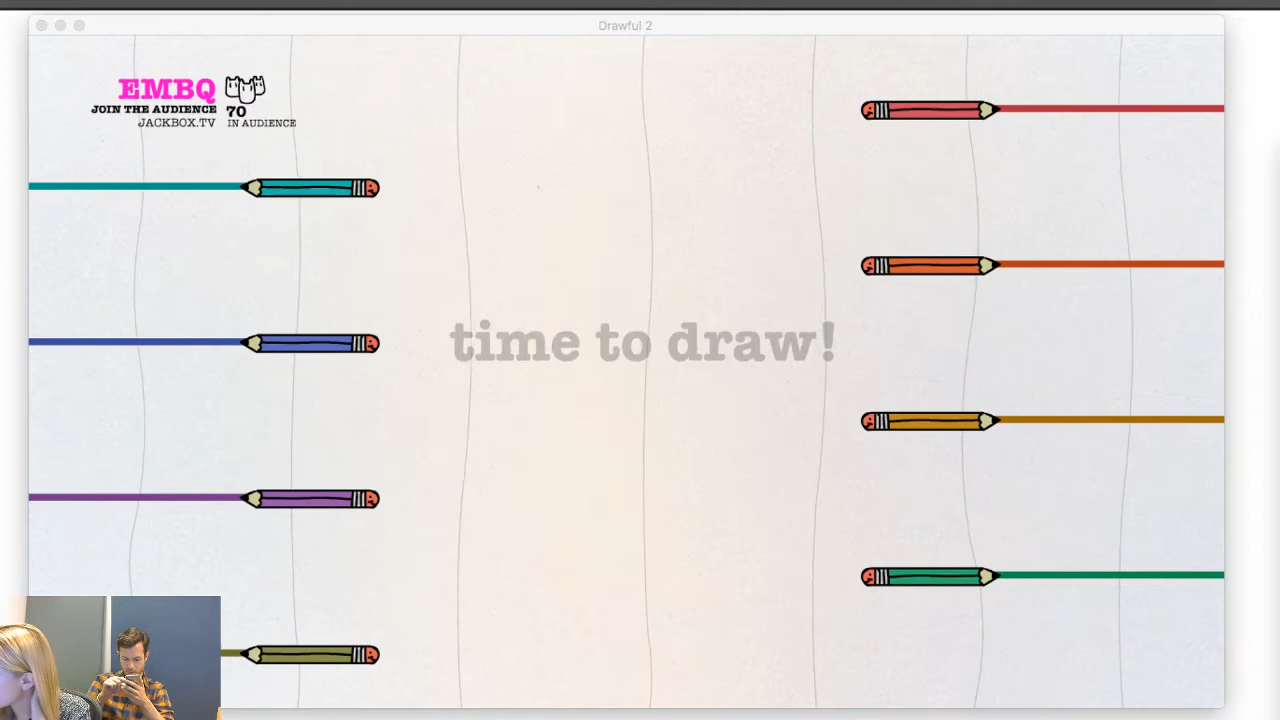 Drawful 2
EMBQ
JOIN THE AUDIENCE
JACKBOX.TV
70
IN AUDIENCE
time to draw!